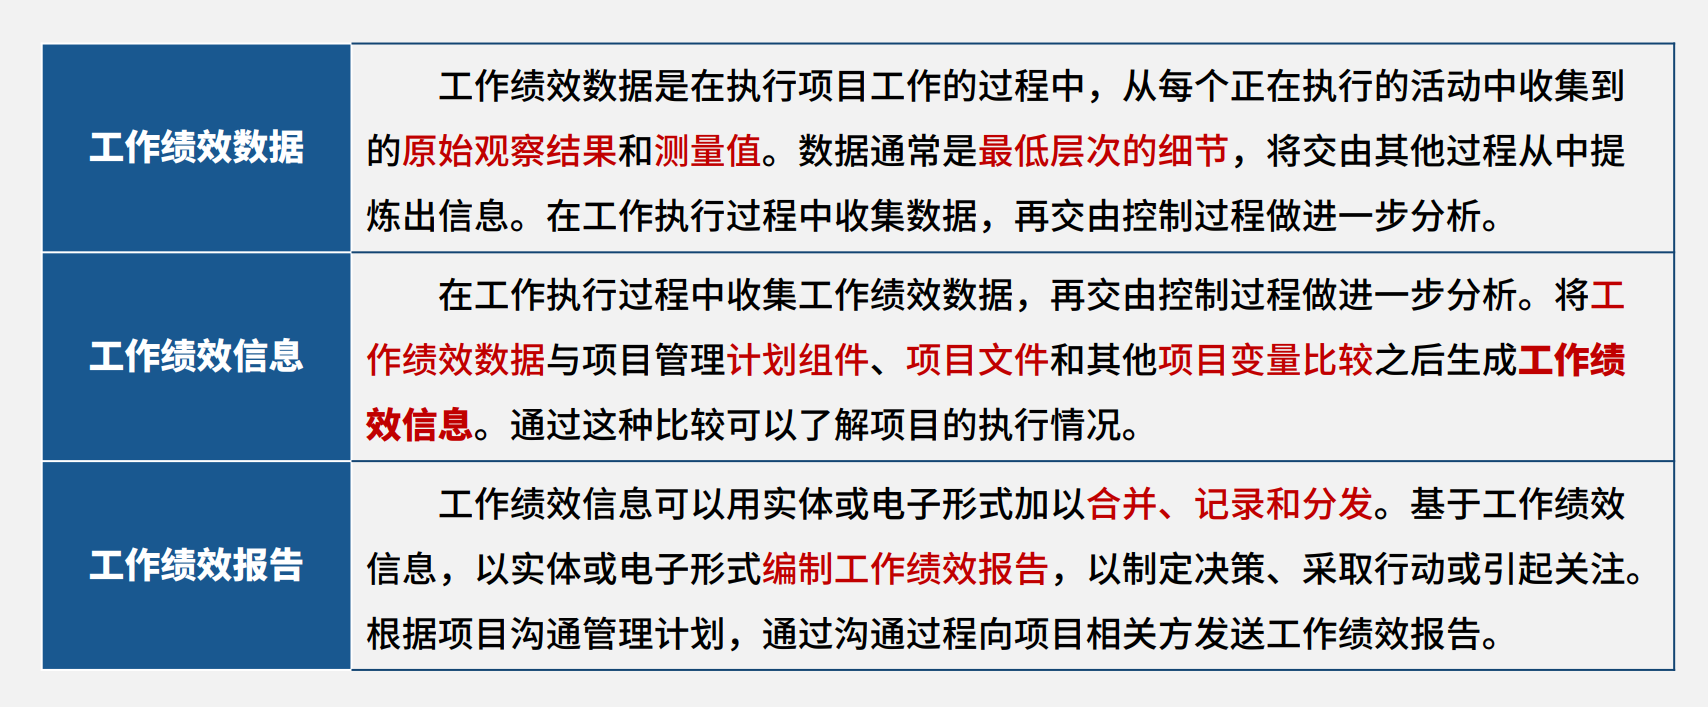 工作绩效数据
工作绩效数据是在执行项目工作的过程中，从每个正在执行的活动中收集到
的原始观察结果和测量值。数据通常是最低层次的细节，将交由其他过程从中提
炼出信息。在工作执行过程中收集数据，再交由控制过程做进一步分析。
工作绩效信息
在工作执行过程中收集工作绩效数据，再交由控制过程做进一步分析。将工
作绩效数据与项目管理计划组件、项目文件和其他项目变量比较之后生成工作绩
效信息。通过这种比较可以了解项目的执行情况。
工作绩效报告
工作绩效信息可以用实体或电子形式加以合并、记录和分发。基于工作绩效
信息，以实体或电子形式编制工作绩效报告，以制定决策、采取行动或引起关注。
根据项目沟通管理计划，通过沟通过程向项目相关方发送工作绩效报告。